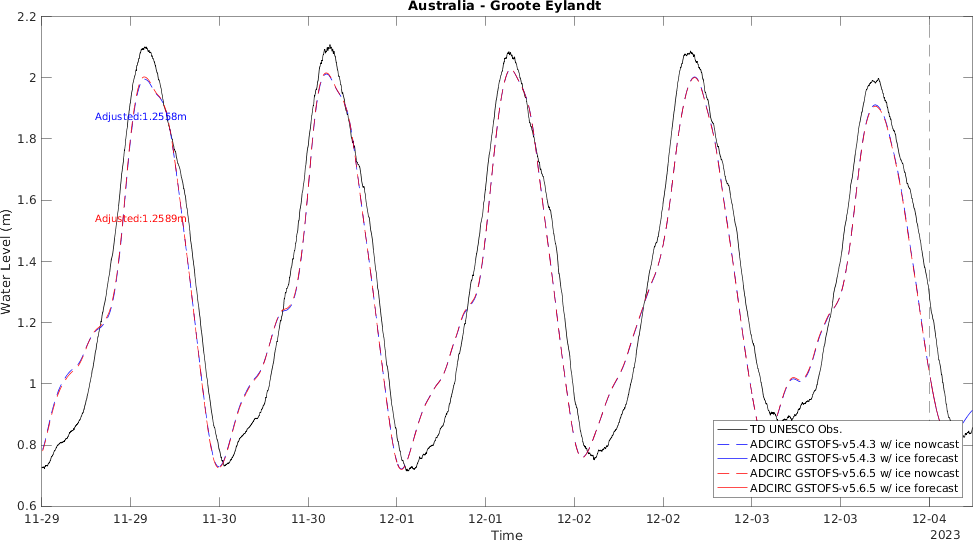 Australia - Groote Eylandt
2.2
2
1.8
1.6
1.4
1.2
1
0.8
0.6
Water Level (m)
Adjusted:1.2558m
Adjusted:1.2589m
TD UNESCO Obs.
ADCIRC GSTOFS-v5.4.3 w/ ice nowcast
ADCIRC GSTOFS-v5.4.3 w/ ice forecast
ADCIRC GSTOFS-v5.6.5 w/ ice nowcast
ADCIRC GSTOFS-v5.6.5 w/ ice forecast
11-29 11-29 11-30 11-30 12-01 12-01 12-02 12-02 12-03 12-03 12-04
Time
2023